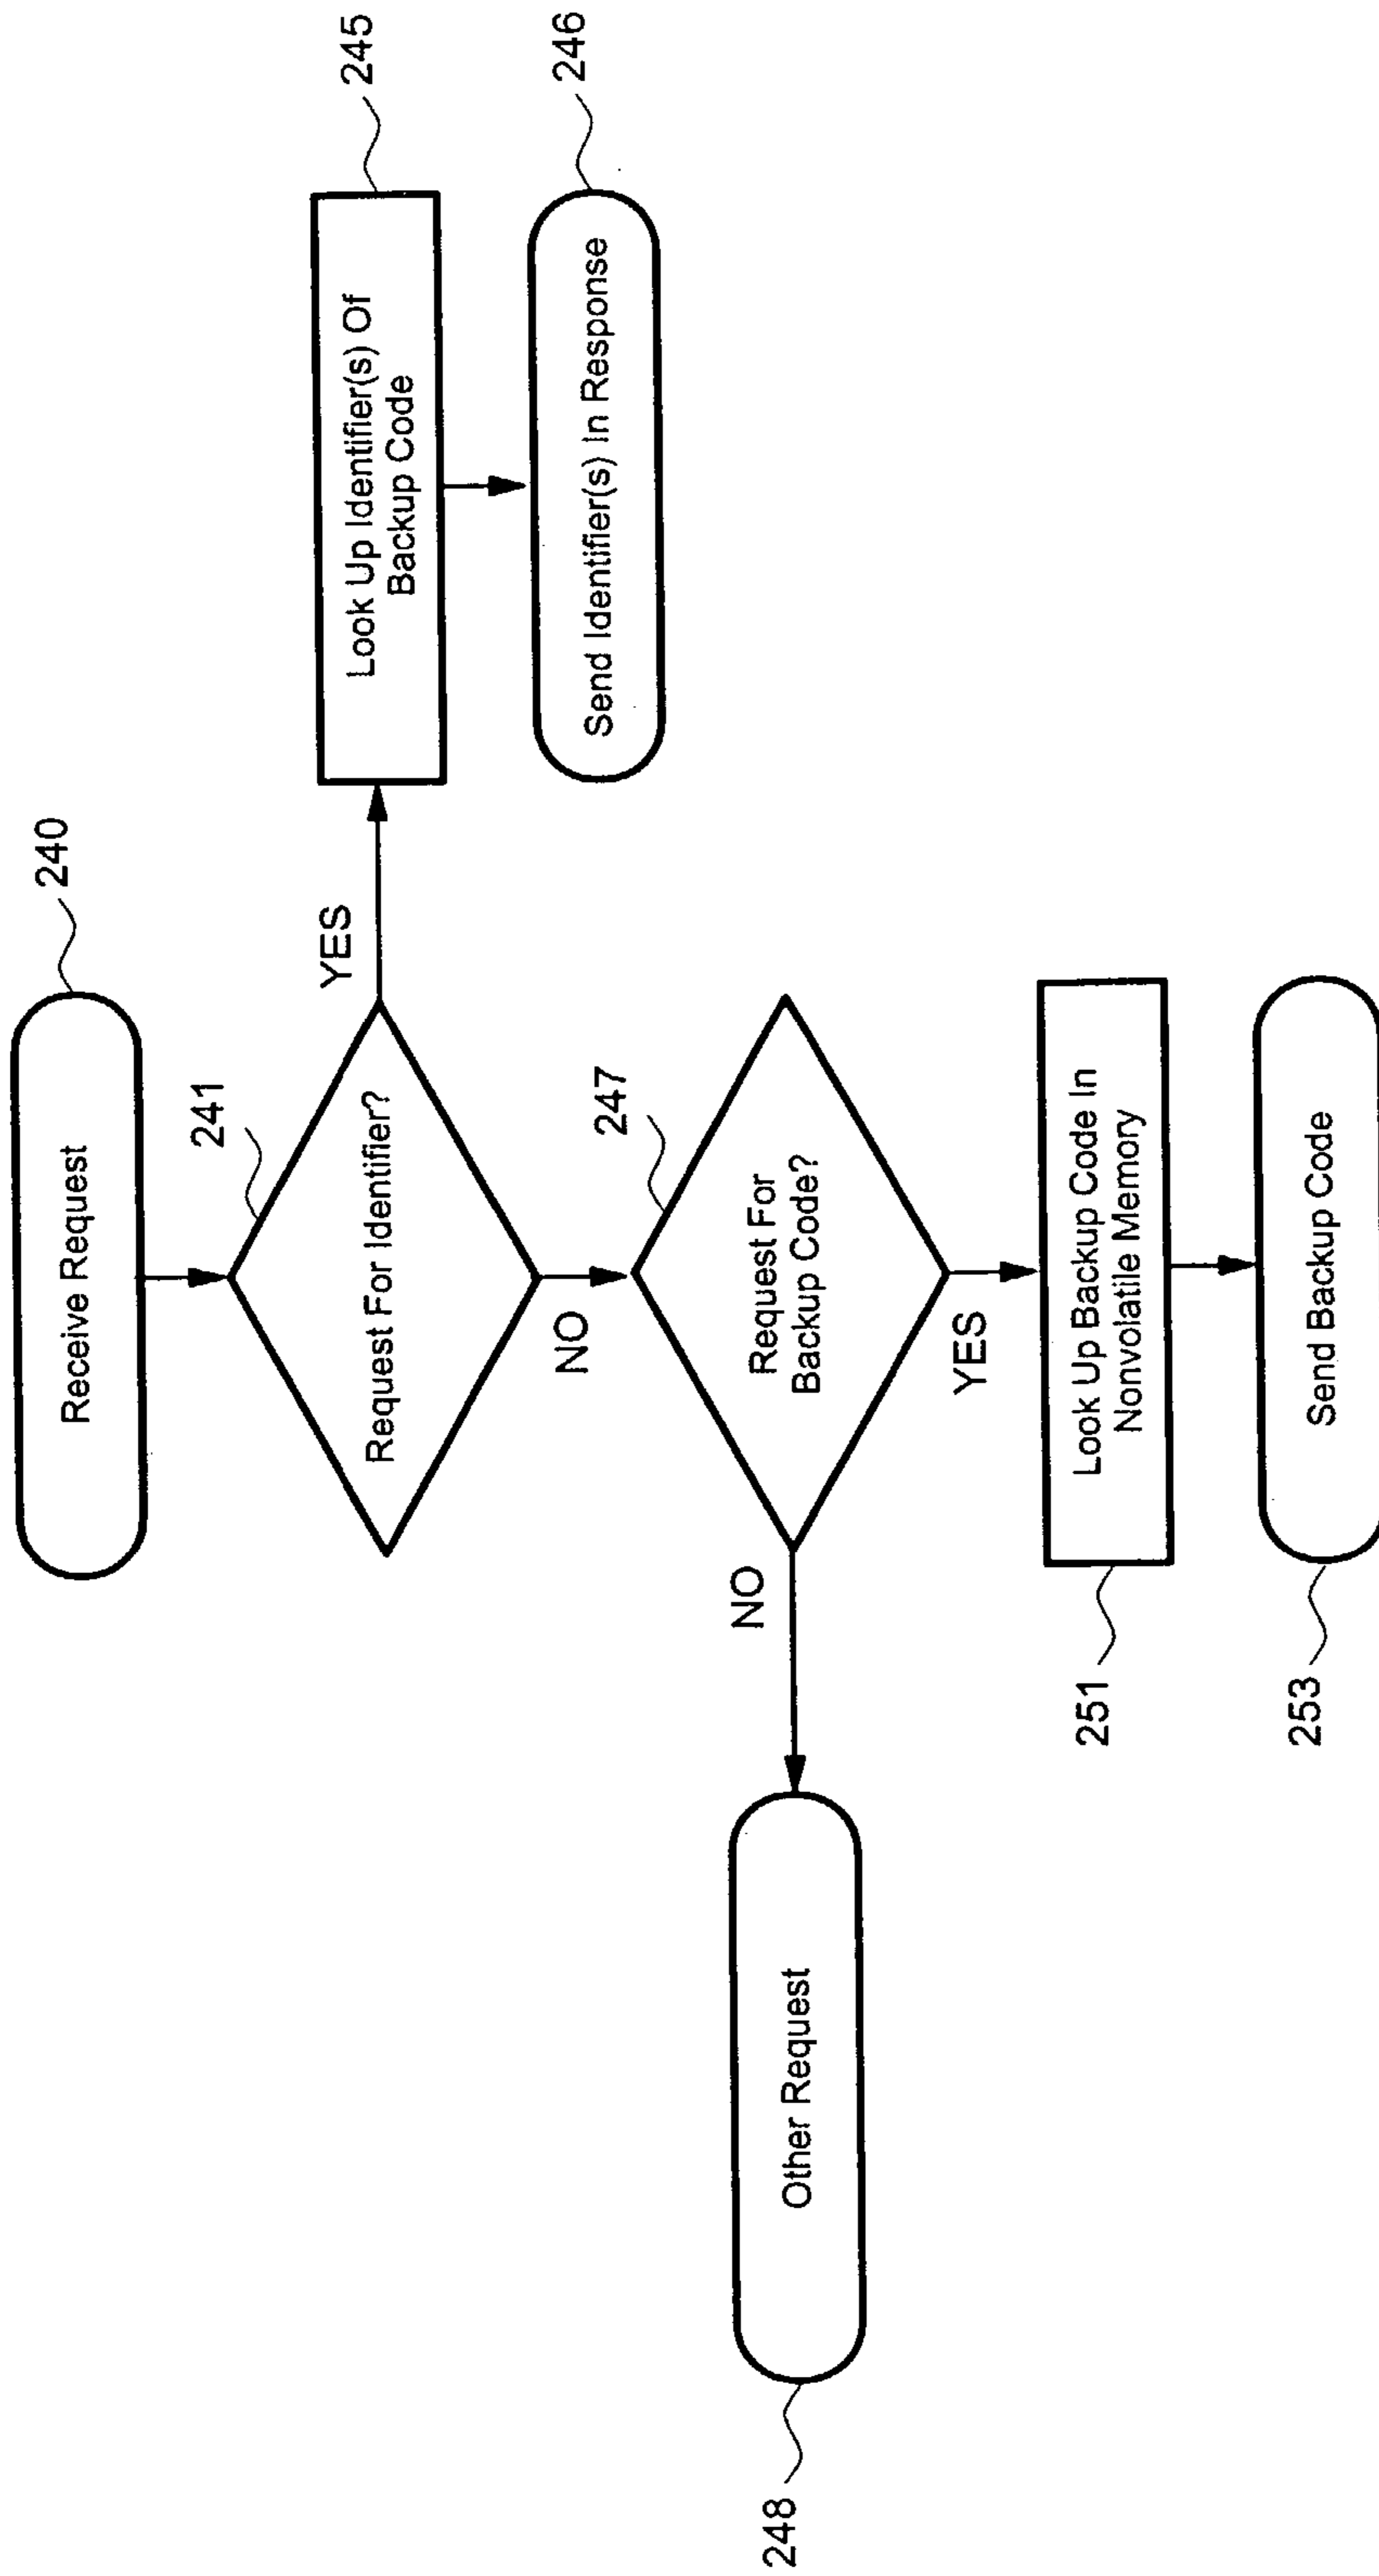 240
Receive Request
241
Request For Identifier?
YES
245
Look Up Identifier(s) Of
Backup Code
246
Send Identifier(s) In Response
NO
247
Request For
Backup Code?
NO
248
Other Request
YES
251
Look Up Backup Code In
Nonvolatile Memory
253
Send Backup Code